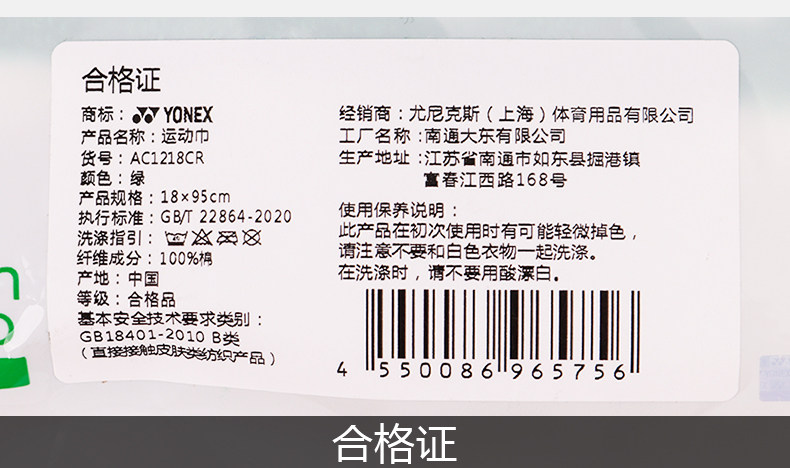 合格证
商标：YONEX
产品名称：运动巾
货号：AC1218CR
颜色：绿
产品规格：18×95cm
执行标准：GB/T 22864-2020
洗涤指引：
纤维成分：100%棉
产地：中国
等级：合格品
基本安全技术要求类别：
GB18401-2010 B类
（直接接触皮肤类纺织产品）
经销商：尤尼克斯（上海）体育用品有限公司
工厂名称：南通大东有限公司
生产地址：江苏省南通市如东县掘港镇
富春江西路168号
使用保养说明：
此产品在初次使用时有可能轻微掉色，
请注意不要和白色衣物一起洗涤。
在洗涤时，请不要用酸漂白。
4 550086 965756
合格证